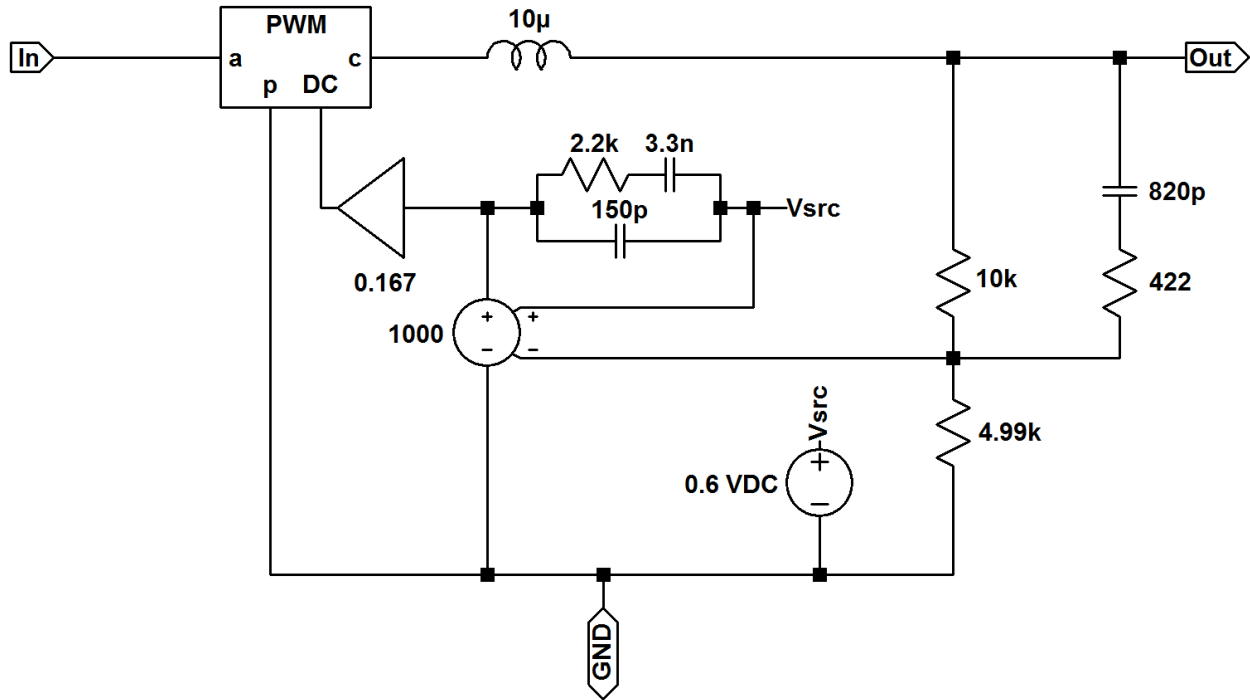 10µ
PWM
In
a
c
Out
p
DC
2.2k
3.3n
820p
150p
Vsrc
0.167
10k
422
+
+
1000
−
−
Vsrc
4.99k
+
0.6 VDC
−
GND